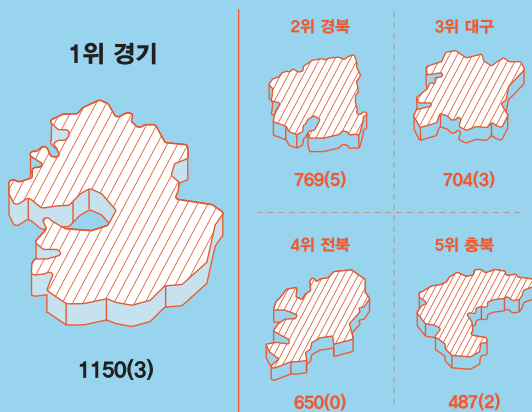 1위 경기
1150(3)
2위 경북
769(5)
3위 대구
704(3)
4위 전북
650(0)
5위 충북
487(2)